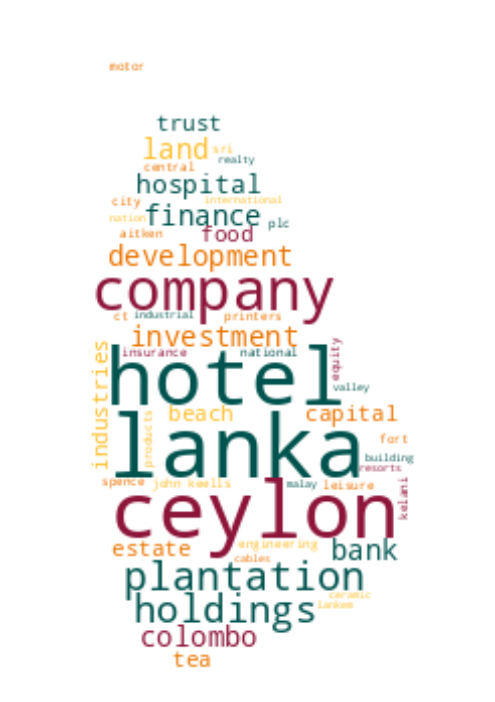 motor
trust
land sri
realty
central
hospital
city international
nation finance plc
aitken food
development
company
ct industrial printers
investment
insurance national
equity
hotel
valley
industries
products
beach capital
lanka
fort
building
resorts
spence john keells malay leisure
kelani
ceylon
estate engineering bank
cables
plantation
ceramic
holdings lankem
colombo
tea